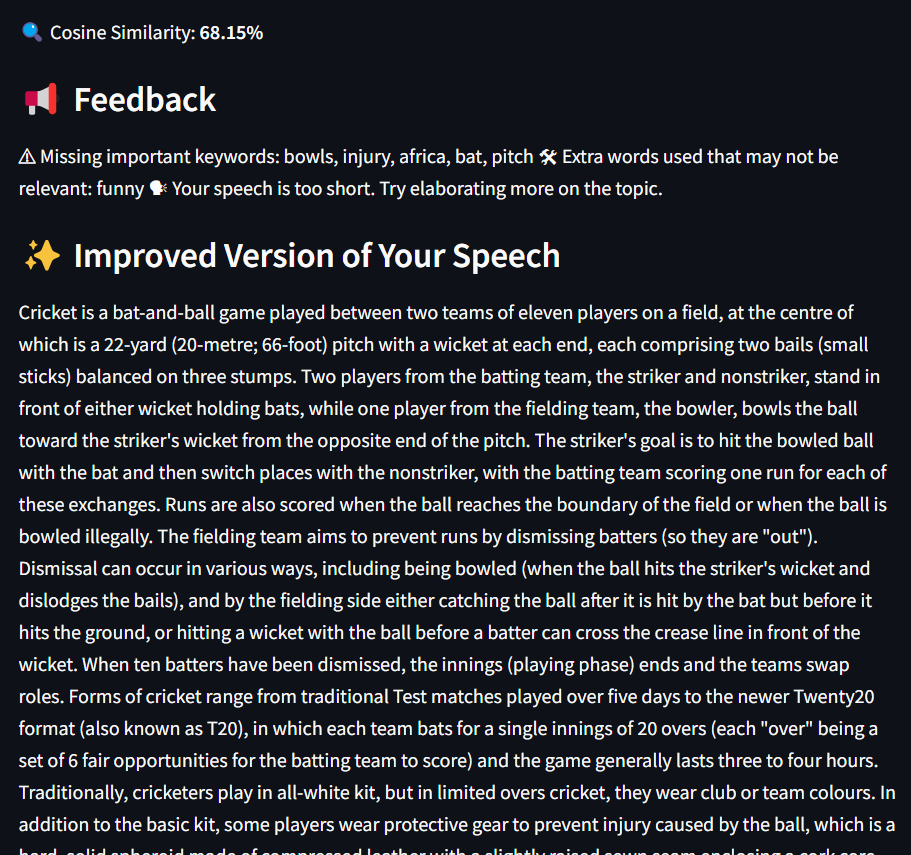 🔍 Cosine Similarity: 68.15%
📢 Feedback
⚠ Missing important keywords: bowls, injury, africa, bat, pitch 🛠 Extra words used that may not be
relevant: funny 🗣 Your speech is too short. Try elaborating more on the topic.
✨ Improved Version of Your Speech
Cricket is a bat-and-ball game played between two teams of eleven players on a field, at the centre of
which is a 22-yard (20-metre; 66-foot) pitch with a wicket at each end, each comprising two bails (small
sticks) balanced on three stumps. Two players from the batting team, the striker and nonstriker, stand in
front of either wicket holding bats, while one player from the fielding team, the bowler, bowls the ball
toward the striker's wicket from the opposite end of the pitch. The striker's goal is to hit the bowled ball
with the bat and then switch places with the nonstriker, with the batting team scoring one run for each of
these exchanges. Runs are also scored when the ball reaches the boundary of the field or when the ball is
bowled illegally. The fielding team aims to prevent runs by dismissing batters (so they are "out").
Dismissal can occur in various ways, including being bowled (when the ball hits the striker's wicket and
dislodges the bails), and by the fielding side either catching the ball after it is hit by the bat but before it
hits the ground, or hitting a wicket with the ball before a batter can cross the crease line in front of the
wicket. When ten batters have been dismissed, the innings (playing phase) ends and the teams swap
roles. Forms of cricket range from traditional Test matches played over five days to the newer Twenty20
format (also known as T20), in which each team bats for a single innings of 20 overs (each "over" being a
set of 6 fair opportunities for the batting team to score) and the game generally lasts three to four hours.
Traditionally, cricketers play in all-white kit, but in limited overs cricket, they wear club or team colours. In
addition to the basic kit, some players wear protective gear to prevent injury caused by the ball, which is a
hard, solid spheroid made of compressed leather with a slightly raised sewn seam enclosing a cork core